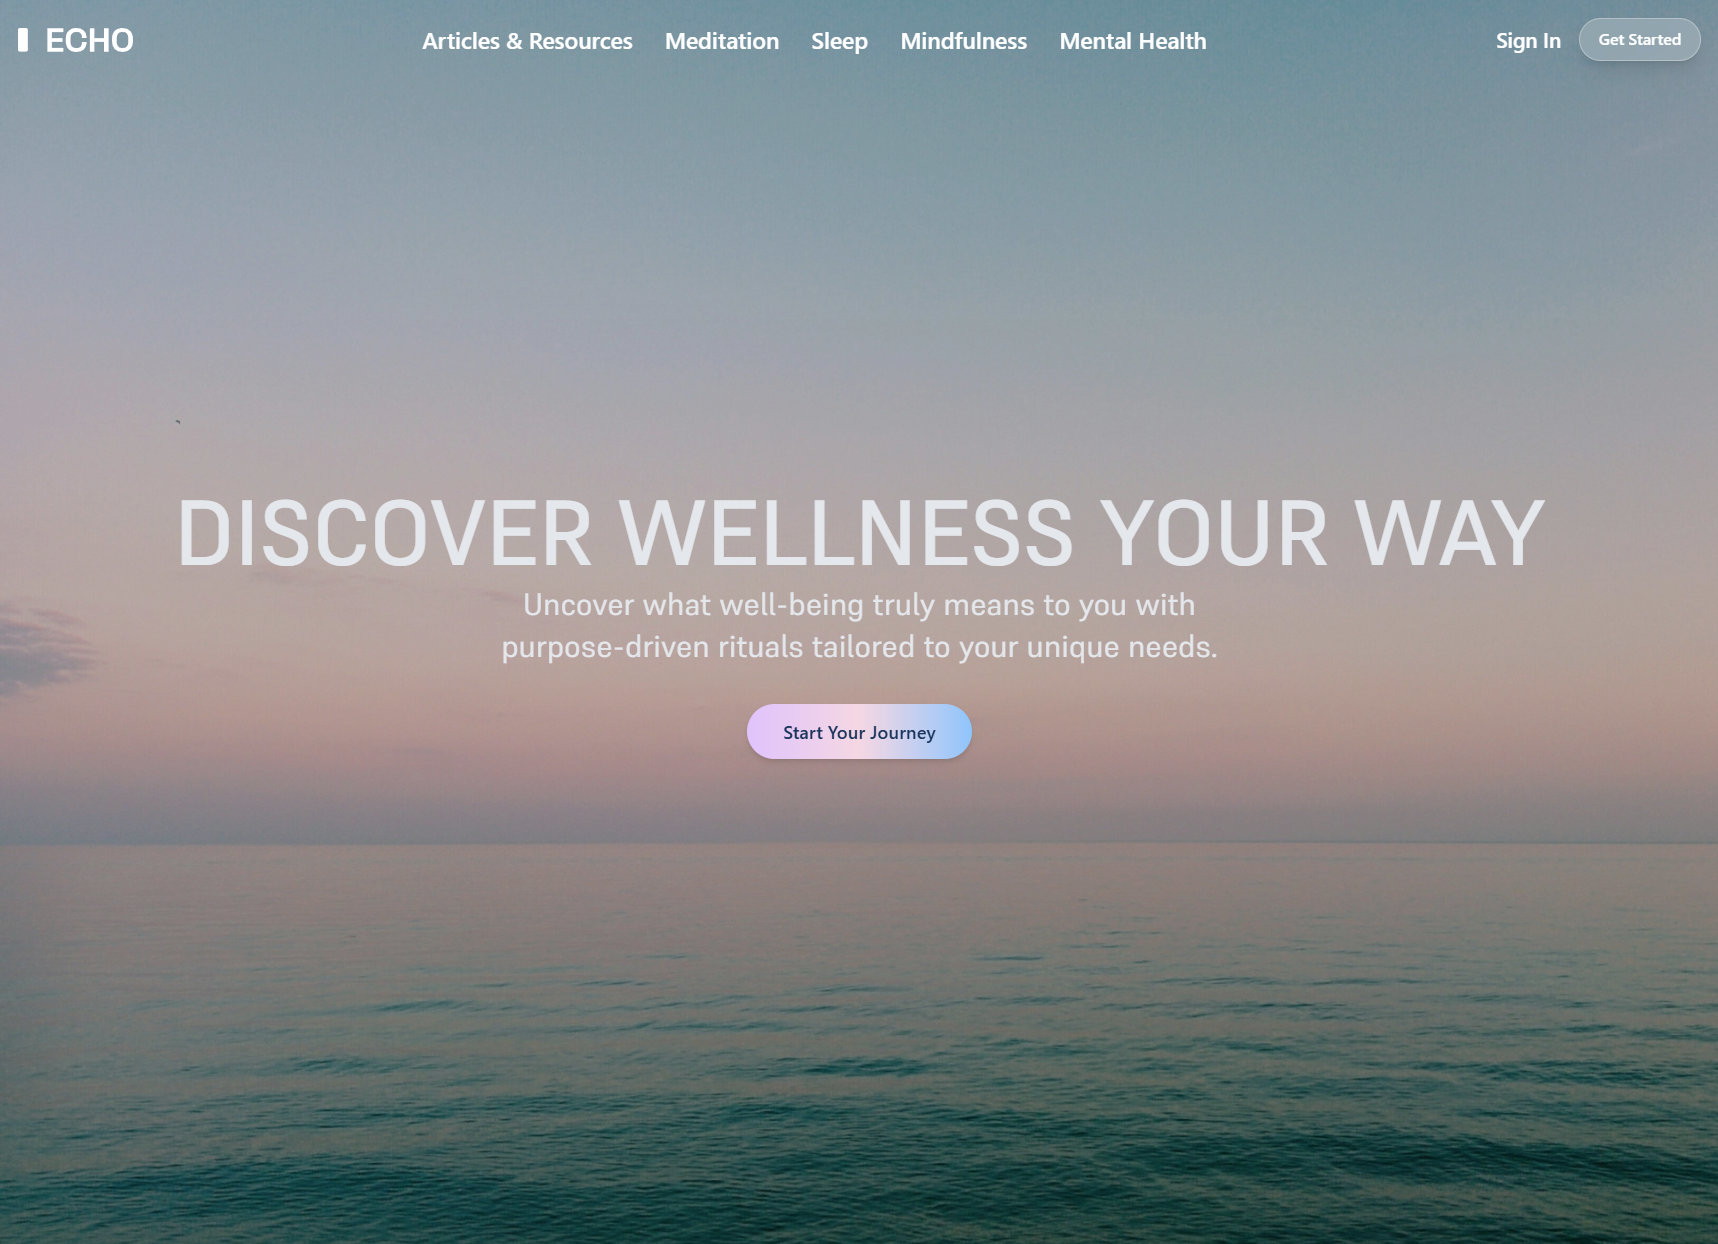 ECHO
Articles & Resources
Meditation
Sleep
Mindfulness
Mental Health
Sign In
Get Started
DISCOVER WELLNESS YOUR WAY
Uncover what well-being truly means to you with
purpose-driven rituals tailored to your unique needs.
Start Your Journey